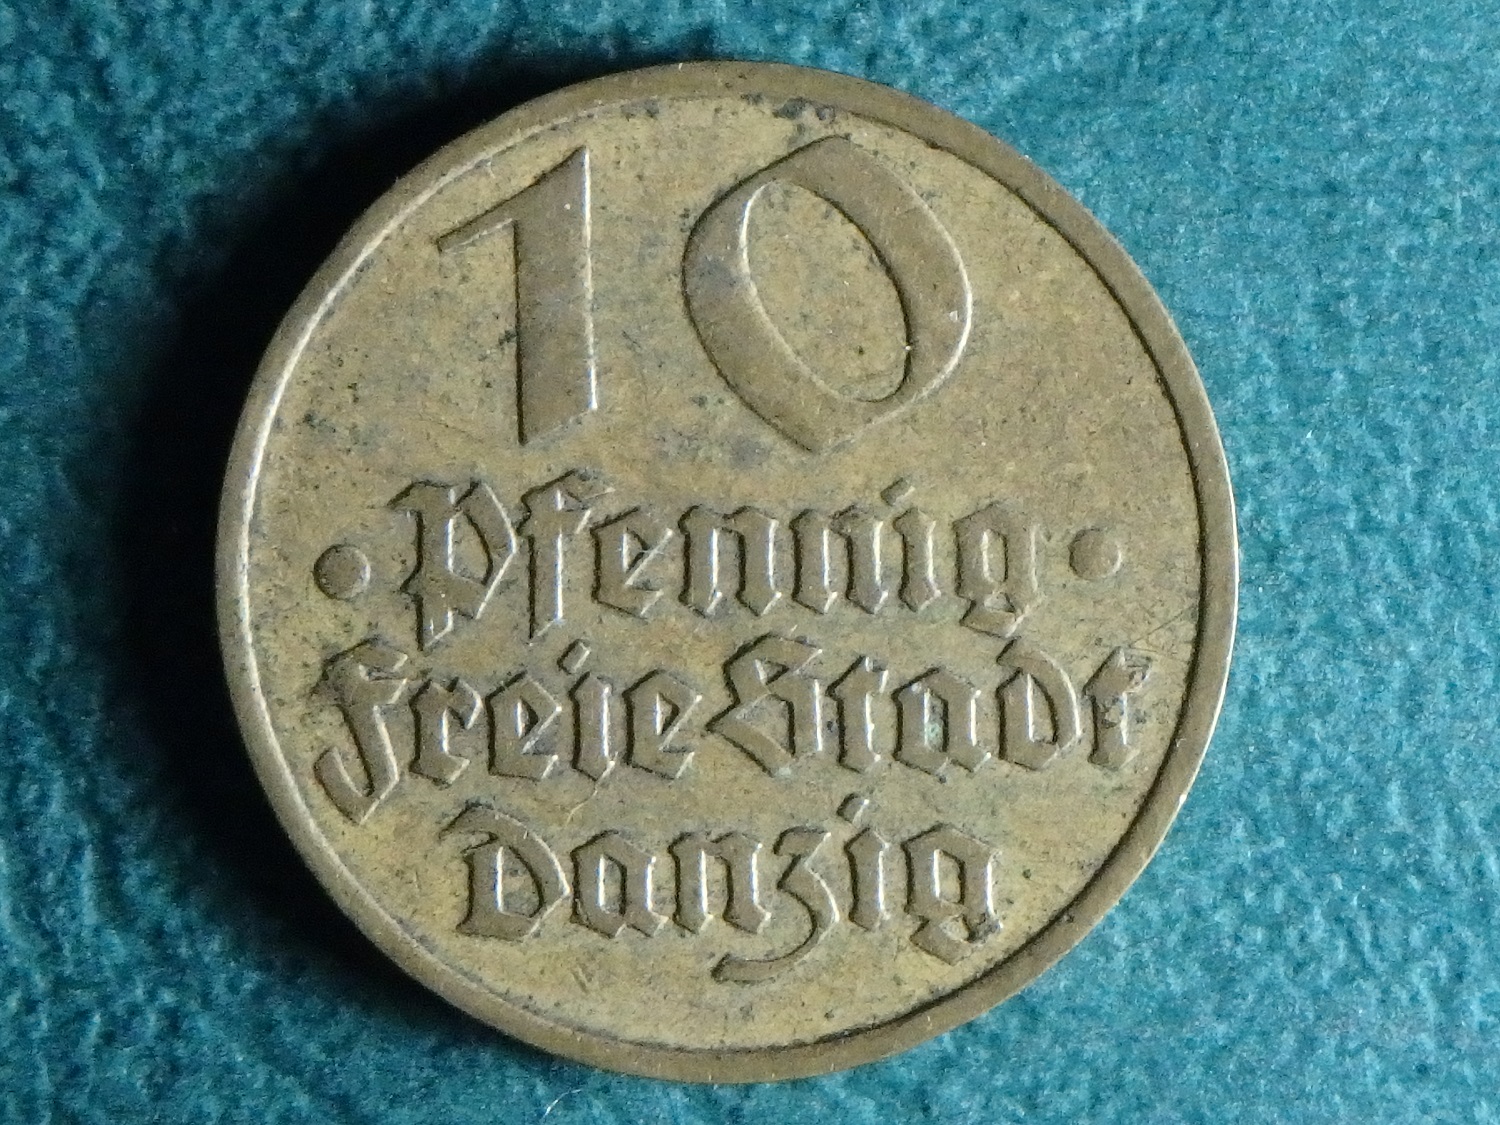 10
· Pfennig ·
Freie Stadt
Danzig